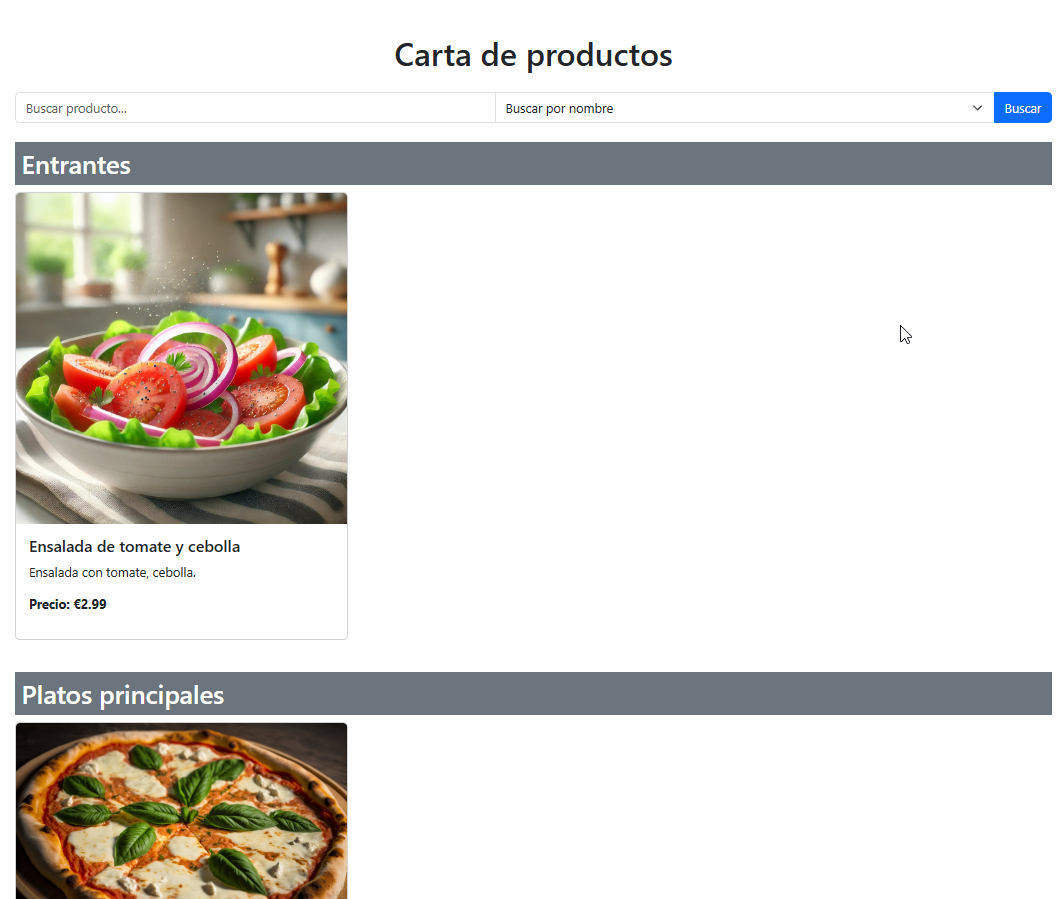 Carta de productos
Buscar producto...
Buscar por nombre
Buscar
Entrantes
Ensalada de tomate y cebolla
Ensalada con tomate, cebolla.
Precio: €2.99
Platos principales